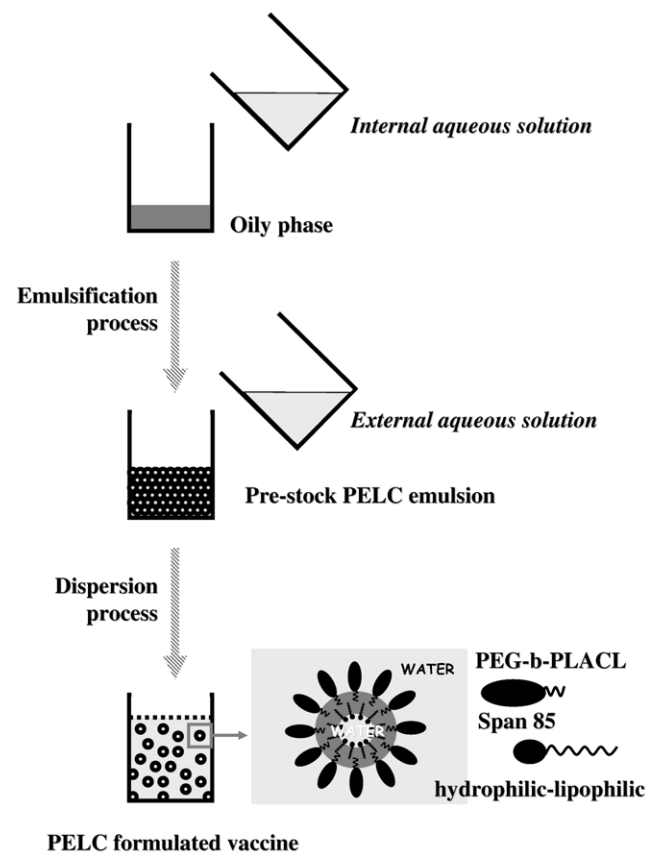 Internal aqueous solution
Oily phase
Emulsification
process
External aqueous solution
Pre-stock PELC emulsion
Dispersion
process
WATER
WATER
PEG-b-PLACL
Span 85
hydrophilic-lipophilic
PELC formulated vaccine